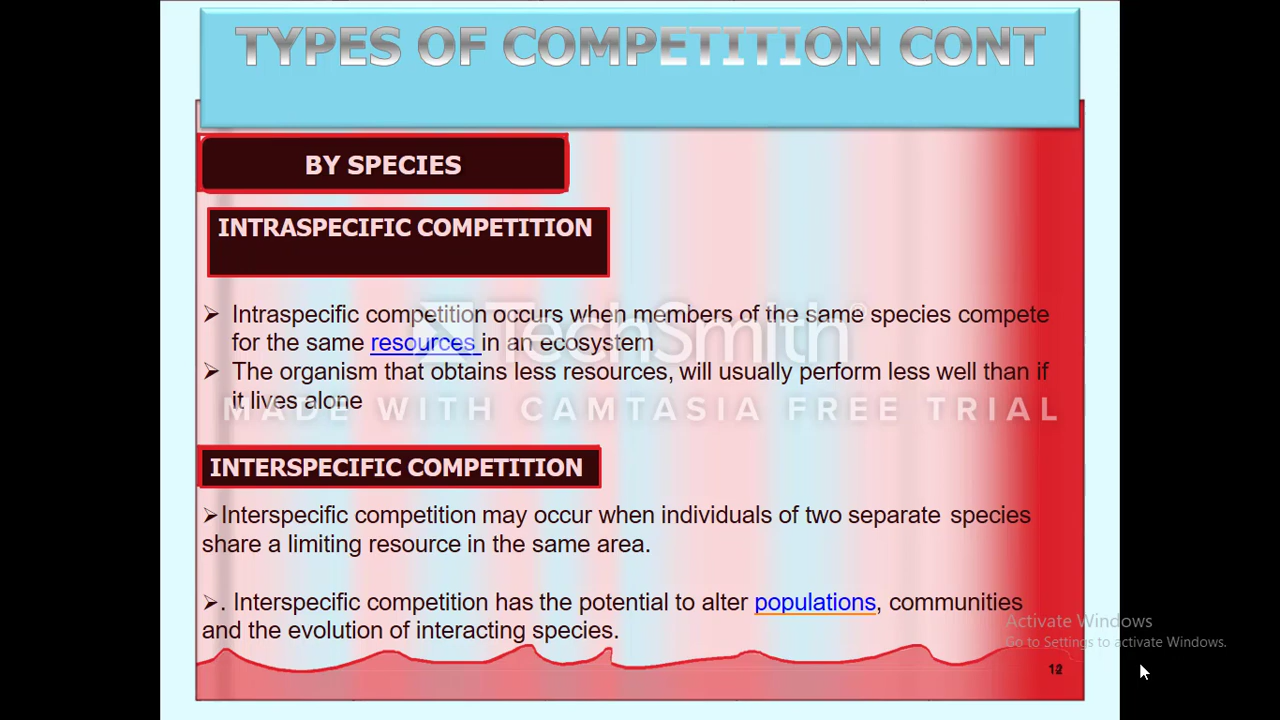 TYPES OF COMPETITION CONT
BY SPECIES
INTRASPECIFIC COMPETITION
➢ Intraspecific competition occurs when members of the same species compete
for the same resources in an ecosystem
➢ The organism that obtains less resources, will usually perform less well than if
it lives alone
TechSmith®
MADE WITH CAMTASIA FREE TRIAL
INTERSPECIFIC COMPETITION
➢Interspecific competition may occur when individuals of two separate species
share a limiting resource in the same area.
➢. Interspecific competition has the potential to alter populations, communities
and the evolution of interacting species.
Activate Windows
Go to Settings to activate Windows.